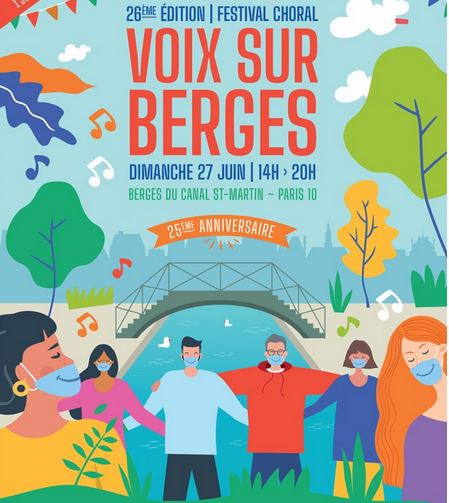 26ÈME ÉDITION | FESTIVAL CHORAL
VOIX SUR
BERGES
DIMANCHE 27 JUIN | 14H > 20H
BERGES DU CANAL ST-MARTIN ~ PARIS 10
25ÈME ANNIVERSAIRE